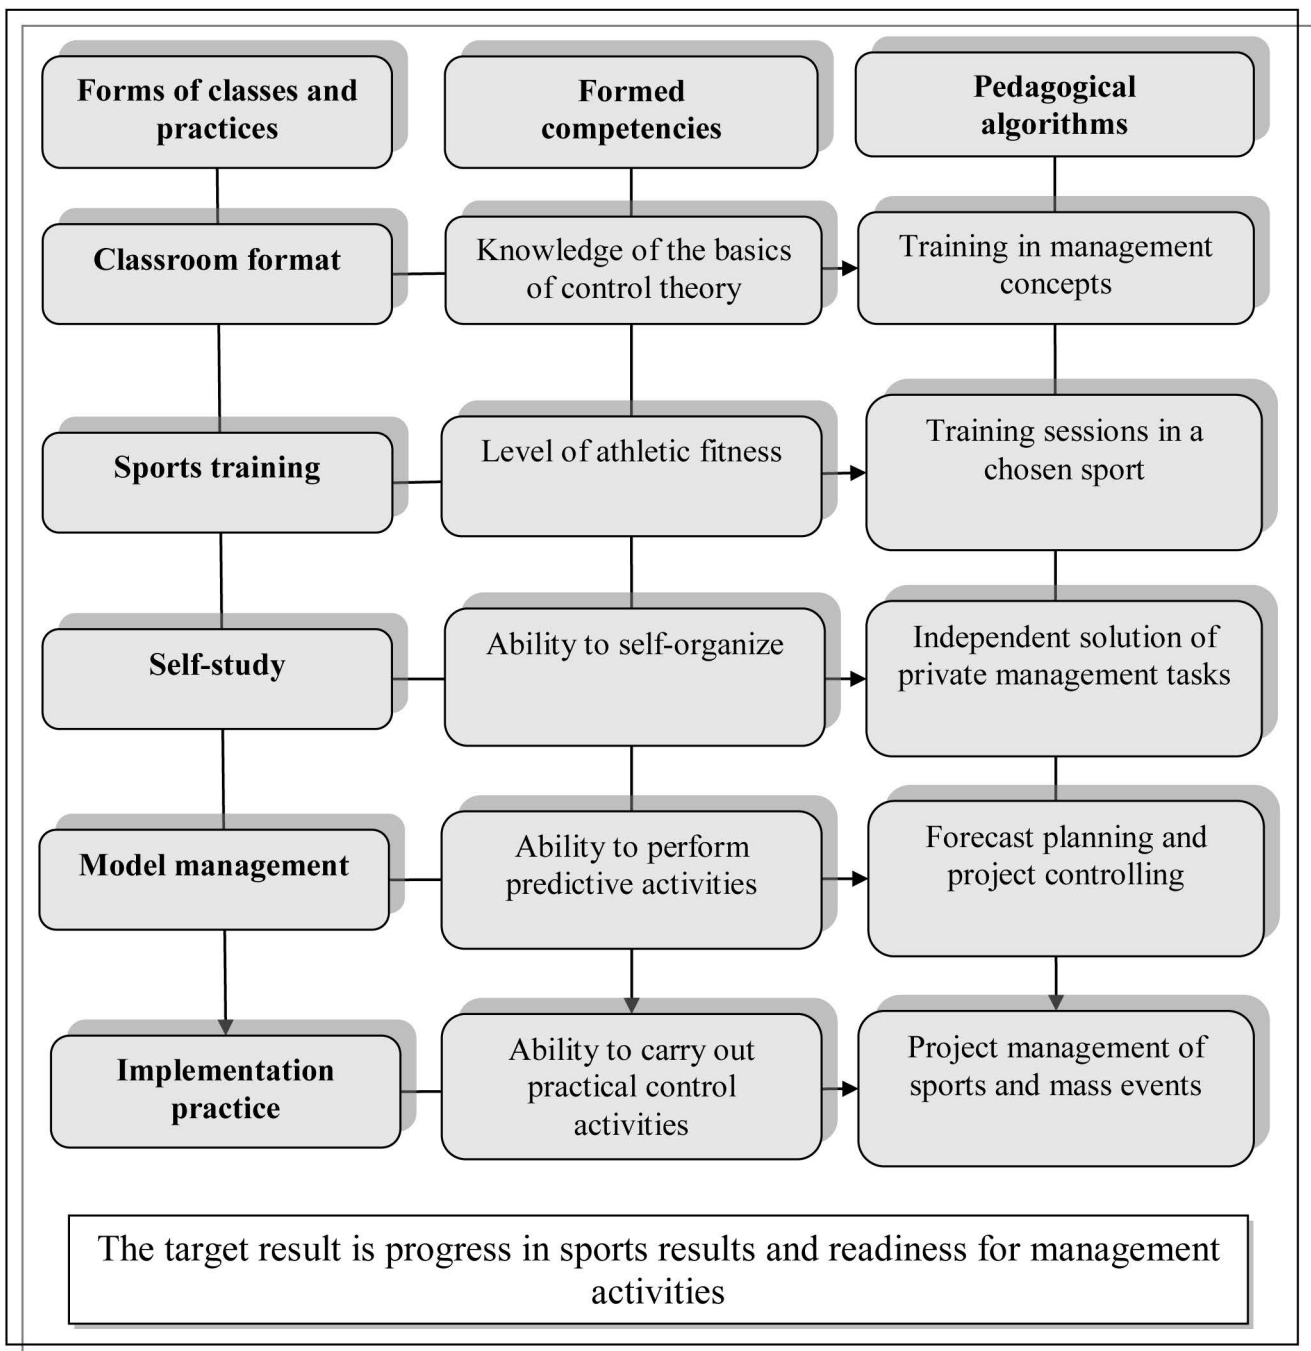 Forms of classes and
practices
Formed
competencies
Pedagogical
algorithms
Classroom format
Knowledge of the basics
of control theory
Training in management
concepts
Sports training
Level of athletic fitness
Training sessions in a
chosen sport
Self-study
Ability to self-organize
Independent solution of
private management tasks
Model management
Ability to perform
predictive activities
Forecast planning and
project controlling
Implementation
practice
Ability to carry out
practical control
activities
Project management of
sports and mass events
The target result is progress in sports results and readiness for management
activities